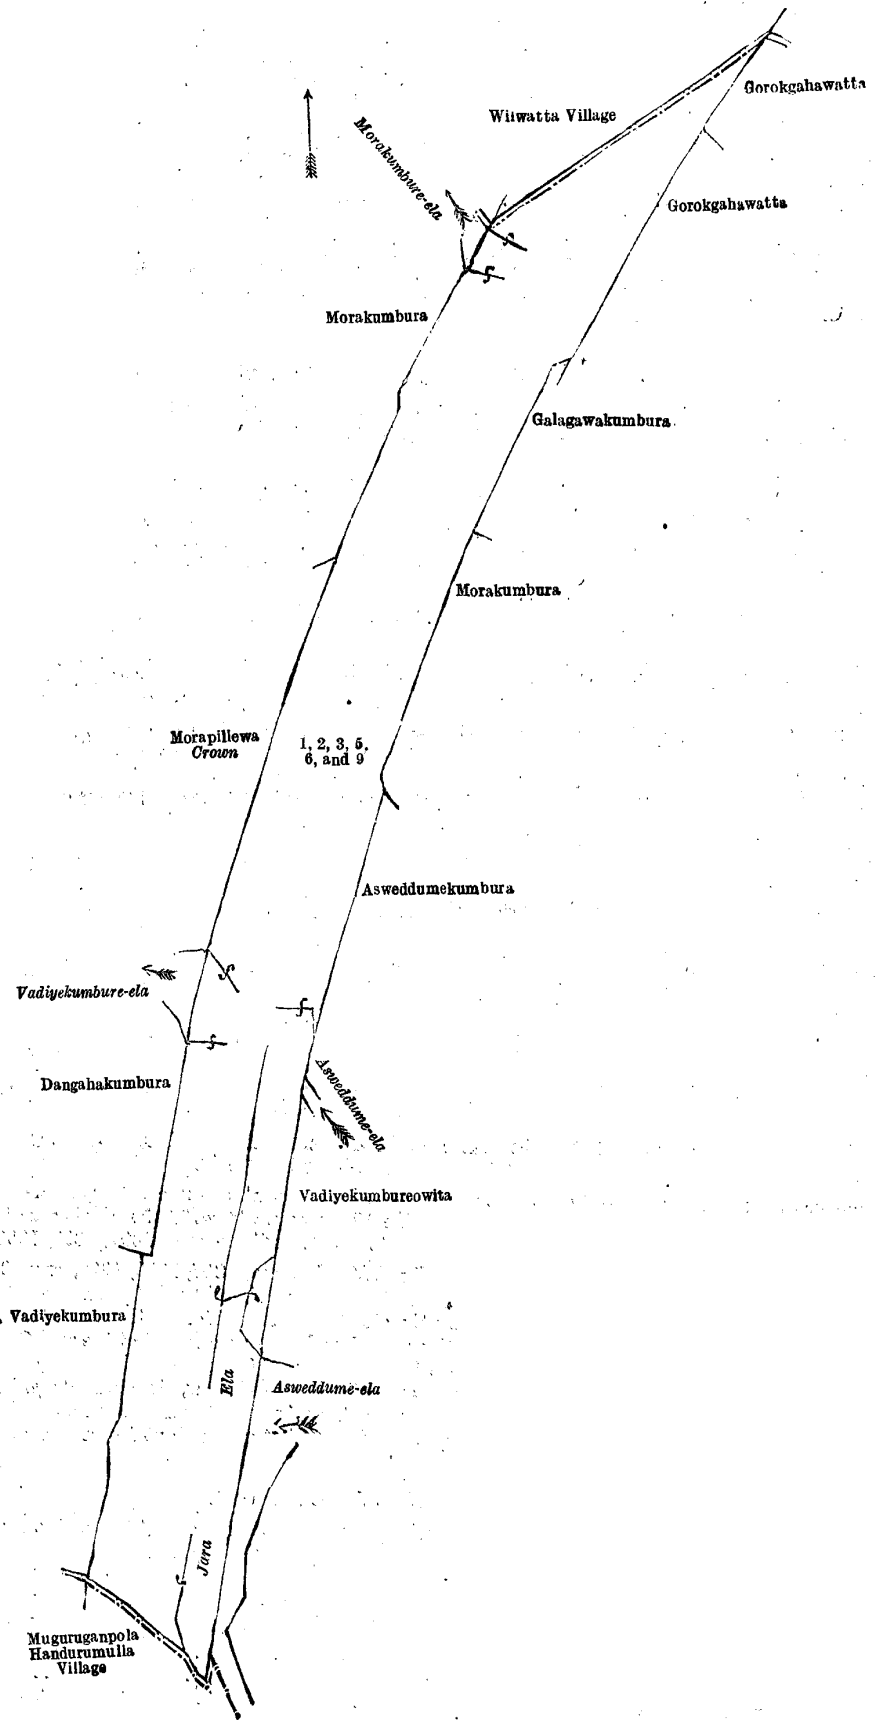 Gorokgahawatta
Wiiwatta Village
Morakumbure-ela
Gorokgahawatta
Morakumbura
Galagawakumbura
Morakumbura
Morapillewa
Crown
1, 2, 3, 5,
6, and 9
Asweddumekumbura
Vadiyekumbure-ela
Asweddume-ela
Dangahakumbura
Vadiyekumbureowita
Vadiyekumbura
Ela
Asweddume-ela
Jara
Muguruganpola
Handurumulla
Village